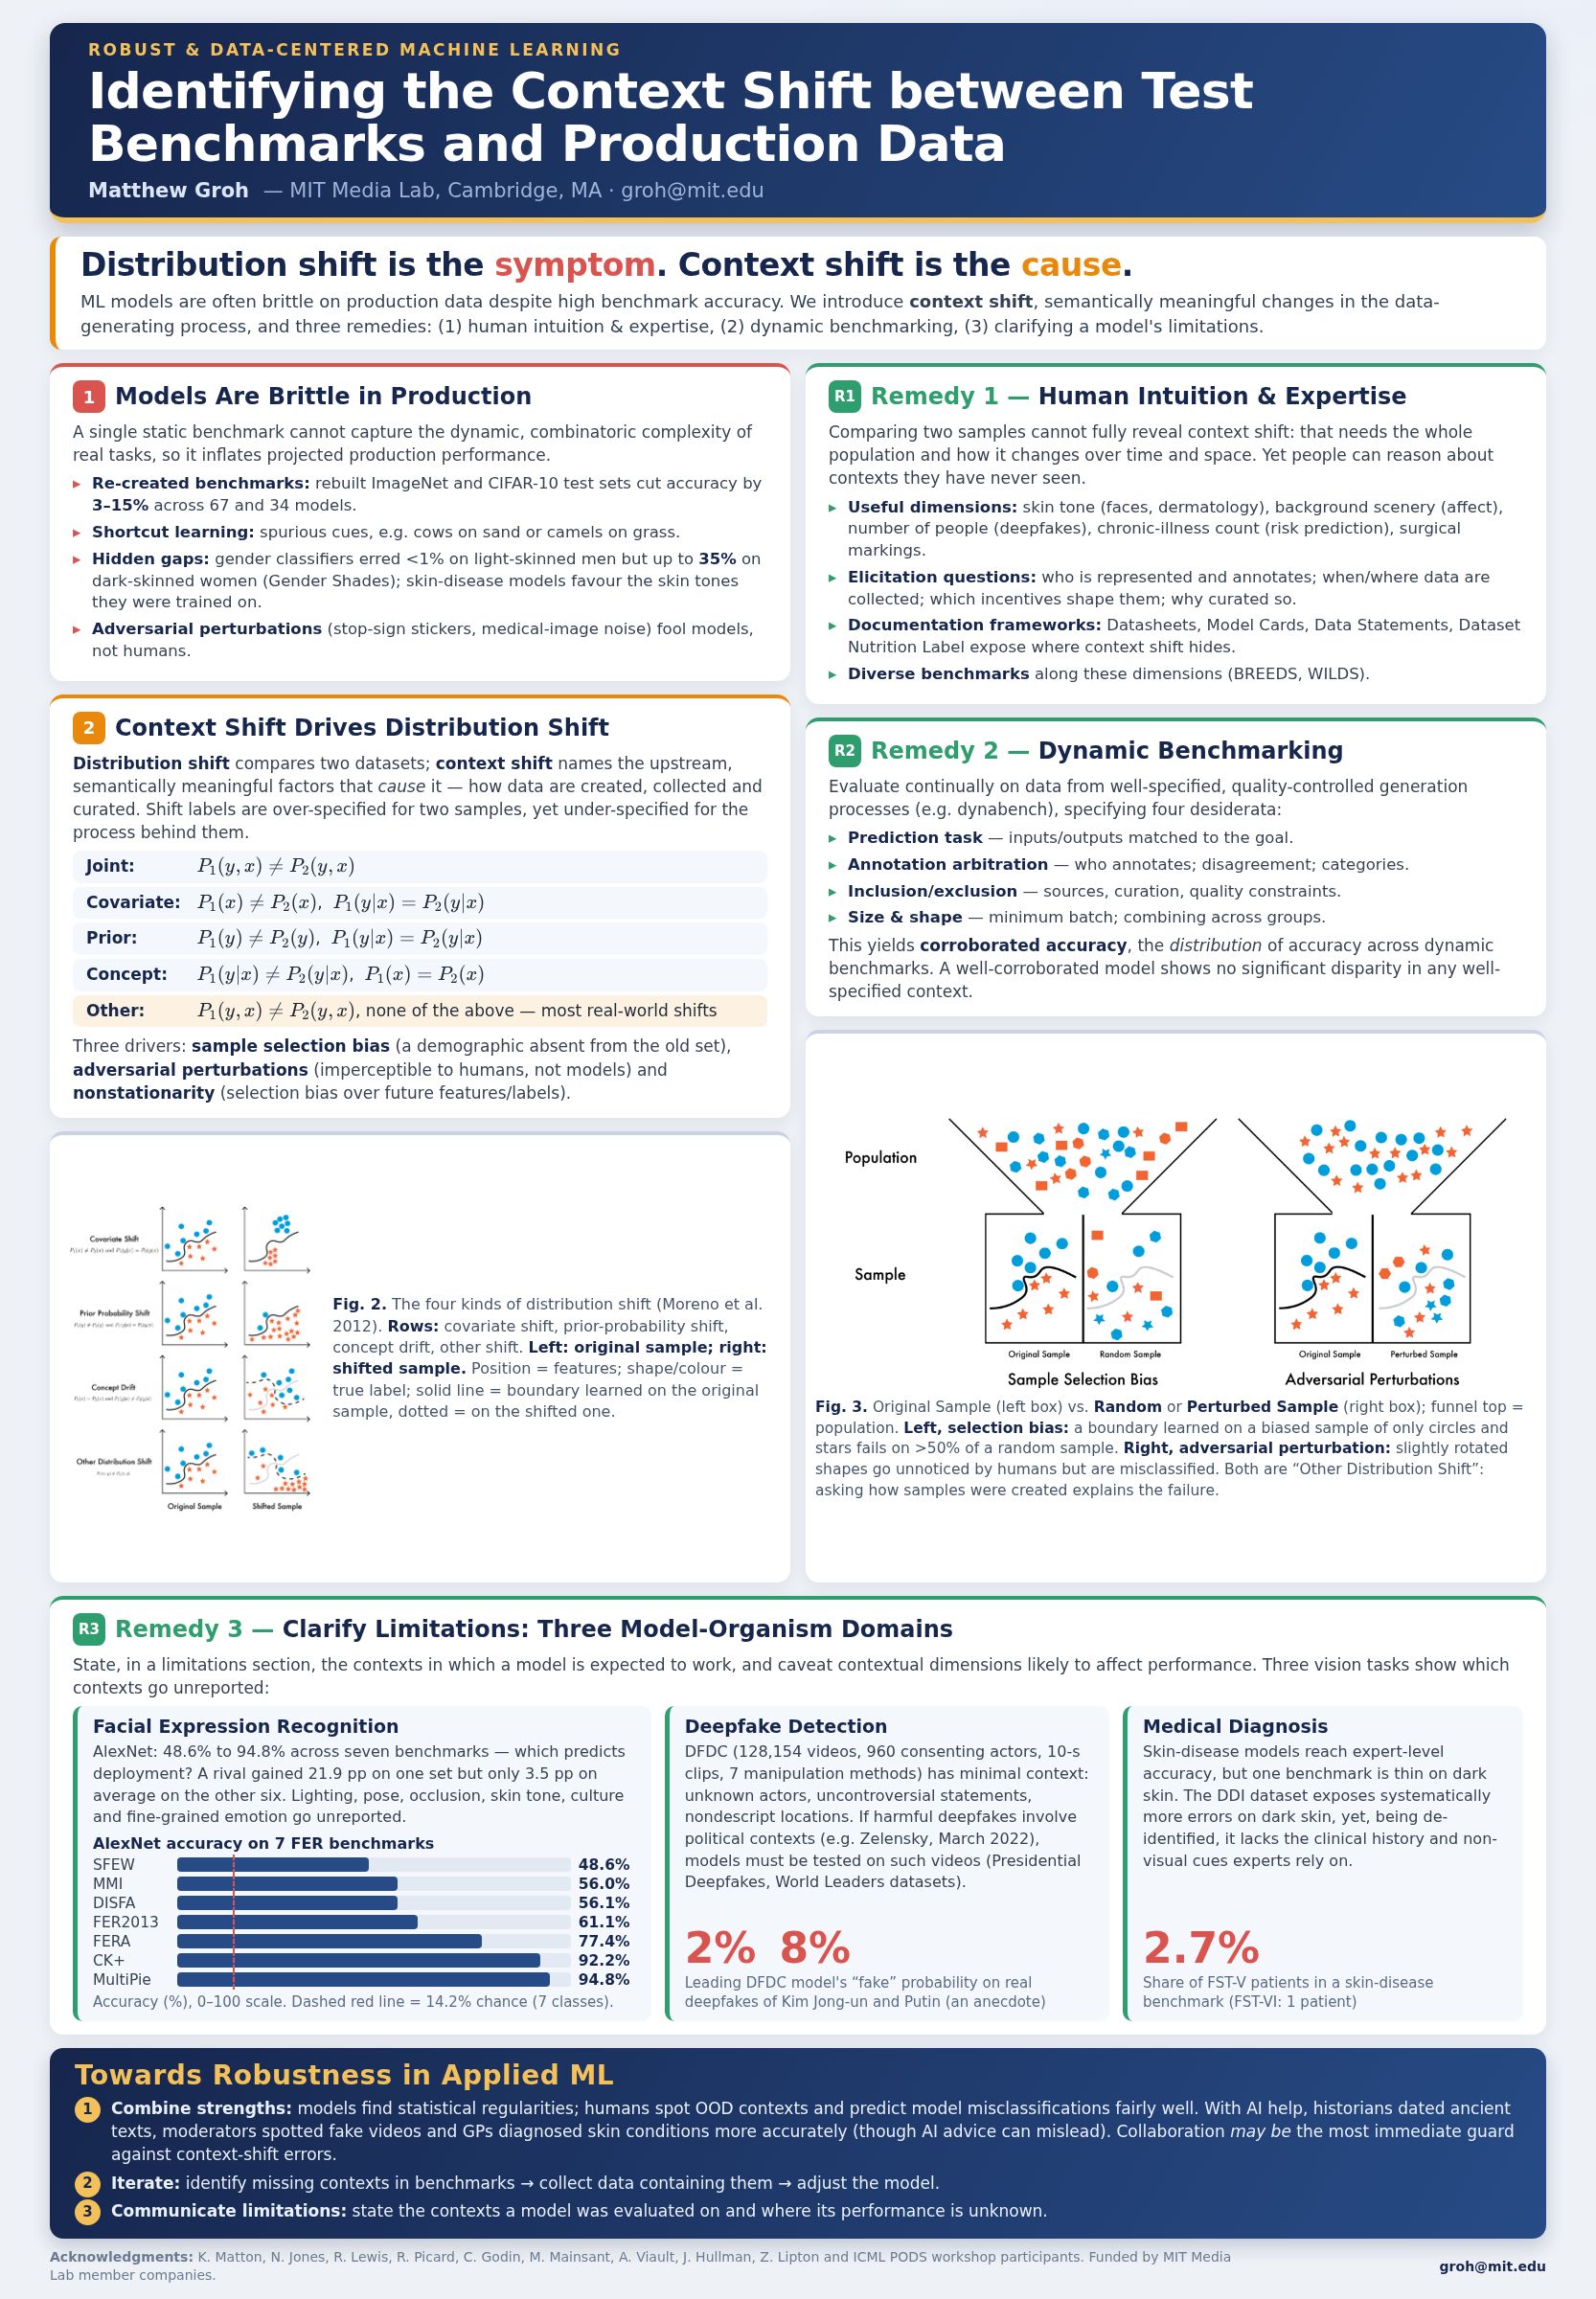 ROBUST & DATA-CENTERED MACHINE LEARNING
Identifying the Context Shift between Test
Benchmarks and Production Data
Matthew Groh — MIT Media Lab, Cambridge, MA · groh@mit.edu
Distribution shift is the symptom. Context shift is the cause.
ML models are often brittle on production data despite high benchmark accuracy. We introduce context shift, semantically meaningful changes in the data-
generating process, and three remedies: (1) human intuition & expertise, (2) dynamic benchmarking, (3) clarifying a model's limitations.
1 Models Are Brittle in Production
A single static benchmark cannot capture the dynamic, combinatoric complexity of
real tasks, so it inflates projected production performance.
▸ Re-created benchmarks: rebuilt ImageNet and CIFAR-10 test sets cut accuracy by
3–15% across 67 and 34 models.
▸ Shortcut learning: spurious cues, e.g. cows on sand or camels on grass.
▸ Hidden gaps: gender classifiers erred <1% on light-skinned men but up to 35% on
dark-skinned women (Gender Shades); skin-disease models favour the skin tones
they were trained on.
▸ Adversarial perturbations (stop-sign stickers, medical-image noise) fool models,
not humans.
2 Context Shift Drives Distribution Shift
Distribution shift compares two datasets; context shift names the upstream,
semantically meaningful factors that cause it — how data are created, collected and
curated. Shift labels are over-specified for two samples, yet under-specified for the
process behind them.
Joint: P₁(y, x) ≠ P₂(y, x)
Covariate: P₁(x) ≠ P₂(x), P₁(y|x) = P₂(y|x)
Prior: P₁(y) ≠ P₂(y), P₁(y|x) = P₂(y|x)
Concept: P₁(y|x) ≠ P₂(y|x), P₁(x) = P₂(x)
Other: P₁(y, x) ≠ P₂(y, x), none of the above — most real-world shifts
Three drivers: sample selection bias (a demographic absent from the old set),
adversarial perturbations (imperceptible to humans, not models) and
nonstationarity (selection bias over future features/labels).
Covariate Shift
Prior Probability Shift
Concept Drift
Other Distribution Shift
Original Sample Shifted Sample
Fig. 2. The four kinds of distribution shift (Moreno et al.
2012). Rows: covariate shift, prior-probability shift,
concept drift, other shift. Left: original sample; right:
shifted sample. Position = features; shape/colour =
true label; solid line = boundary learned on the original
sample, dotted = on the shifted one.
R1 Remedy 1 — Human Intuition & Expertise
Comparing two samples cannot fully reveal context shift: that needs the whole
population and how it changes over time and space. Yet people can reason about
contexts they have never seen.
▸ Useful dimensions: skin tone (faces, dermatology), background scenery (affect),
number of people (deepfakes), chronic-illness count (risk prediction), surgical
markings.
▸ Elicitation questions: who is represented and annotates; when/where data are
collected; which incentives shape them; why curated so.
▸ Documentation frameworks: Datasheets, Model Cards, Data Statements, Dataset
Nutrition Label expose where context shift hides.
▸ Diverse benchmarks along these dimensions (BREEDS, WILDS).
R2 Remedy 2 — Dynamic Benchmarking
Evaluate continually on data from well-specified, quality-controlled generation
processes (e.g. dynabench), specifying four desiderata:
▸ Prediction task — inputs/outputs matched to the goal.
▸ Annotation arbitration — who annotates; disagreement; categories.
▸ Inclusion/exclusion — sources, curation, quality constraints.
▸ Size & shape — minimum batch; combining across groups.
This yields corroborated accuracy, the distribution of accuracy across dynamic
benchmarks. A well-corroborated model shows no significant disparity in any well-
specified context.
Population
Sample
Original Sample Random Sample Original Sample Perturbed Sample
Sample Selection Bias Adversarial Perturbations
Fig. 3. Original Sample (left box) vs. Random or Perturbed Sample (right box); funnel top =
population. Left, selection bias: a boundary learned on a biased sample of only circles and
stars fails on >50% of a random sample. Right, adversarial perturbation: slightly rotated
shapes go unnoticed by humans but are misclassified. Both are “Other Distribution Shift”:
asking how samples were created explains the failure.
R3 Remedy 3 — Clarify Limitations: Three Model-Organism Domains
State, in a limitations section, the contexts in which a model is expected to work, and caveat contextual dimensions likely to affect performance. Three vision tasks show which
contexts go unreported:
Facial Expression Recognition
AlexNet: 48.6% to 94.8% across seven benchmarks — which predicts
deployment? A rival gained 21.9 pp on one set but only 3.5 pp on
average on the other six. Lighting, pose, occlusion, skin tone, culture
and fine-grained emotion go unreported.
AlexNet accuracy on 7 FER benchmarks
SFEW 48.6%
MMI 56.0%
DISFA 56.1%
FER2013 61.1%
FERA 77.4%
CK+ 92.2%
MultiPie 94.8%
Accuracy (%), 0–100 scale. Dashed red line = 14.2% chance (7 classes).
Deepfake Detection
DFDC (128,154 videos, 960 consenting actors, 10-s
clips, 7 manipulation methods) has minimal context:
unknown actors, uncontroversial statements,
nondescript locations. If harmful deepfakes involve
political contexts (e.g. Zelensky, March 2022),
models must be tested on such videos (Presidential
Deepfakes, World Leaders datasets).
2% 8%
Leading DFDC model's “fake” probability on real
deepfakes of Kim Jong-un and Putin (an anecdote)
Medical Diagnosis
Skin-disease models reach expert-level
accuracy, but one benchmark is thin on dark
skin. The DDI dataset exposes systematically
more errors on dark skin, yet, being de-
identified, it lacks the clinical history and non-
visual cues experts rely on.
2.7%
Share of FST-V patients in a skin-disease
benchmark (FST-VI: 1 patient)
Towards Robustness in Applied ML
1 Combine strengths: models find statistical regularities; humans spot OOD contexts and predict model misclassifications fairly well. With AI help, historians dated ancient
texts, moderators spotted fake videos and GPs diagnosed skin conditions more accurately (though AI advice can mislead). Collaboration may be the most immediate guard
against context-shift errors.
2 Iterate: identify missing contexts in benchmarks → collect data containing them → adjust the model.
3 Communicate limitations: state the contexts a model was evaluated on and where its performance is unknown.
Acknowledgments: K. Matton, N. Jones, R. Lewis, R. Picard, C. Godin, M. Mainsant, A. Viault, J. Hullman, Z. Lipton and ICML PODS workshop participants. Funded by MIT Media
Lab member companies.
groh@mit.edu